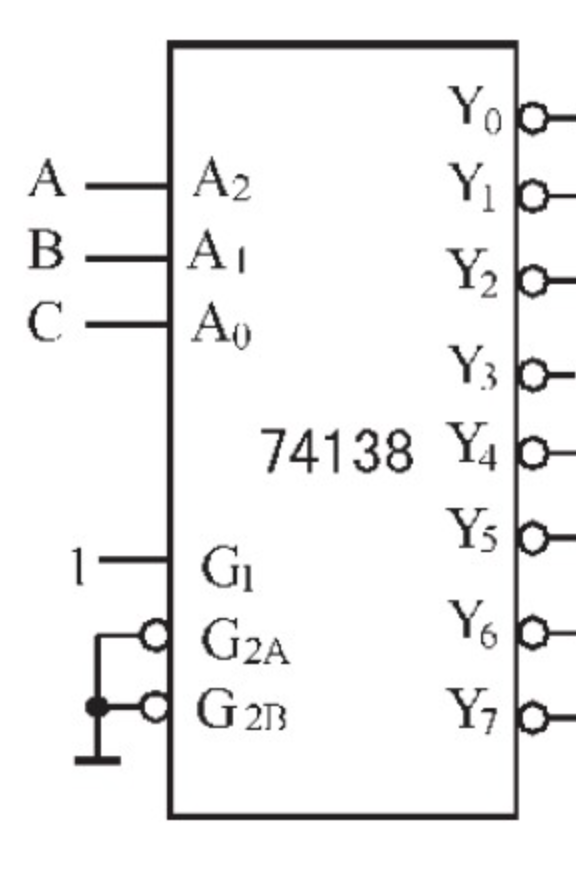 Y0
Y1
A A2
B A1
Y2
C A0
Y3
74138 Y4
Y5
1 G1
G2A Y6
G2B Y7